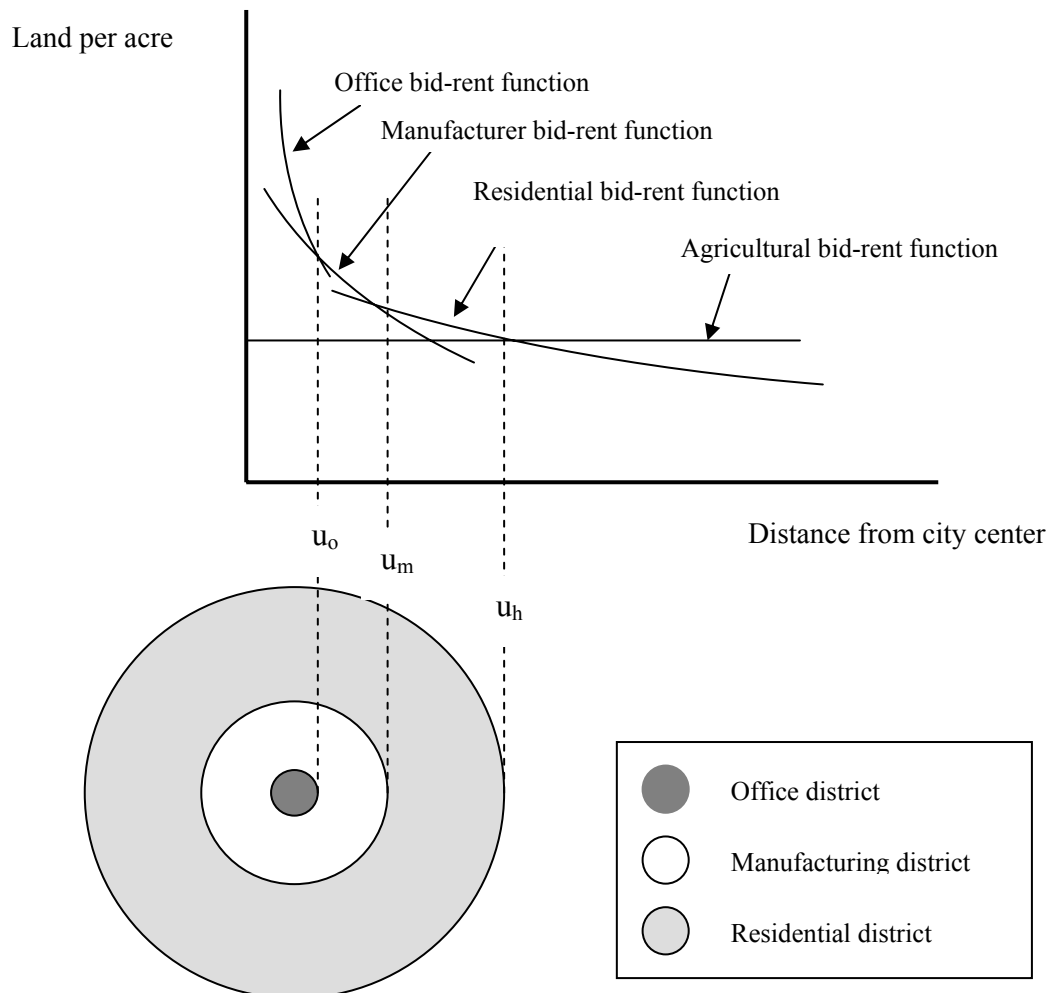 Land per acre
Office bid-rent function
Manufacturer bid-rent function
Residential bid-rent function
Agricultural bid-rent function
Distance from city center
uo
um
uh
Office district
Manufacturing district
Residential district